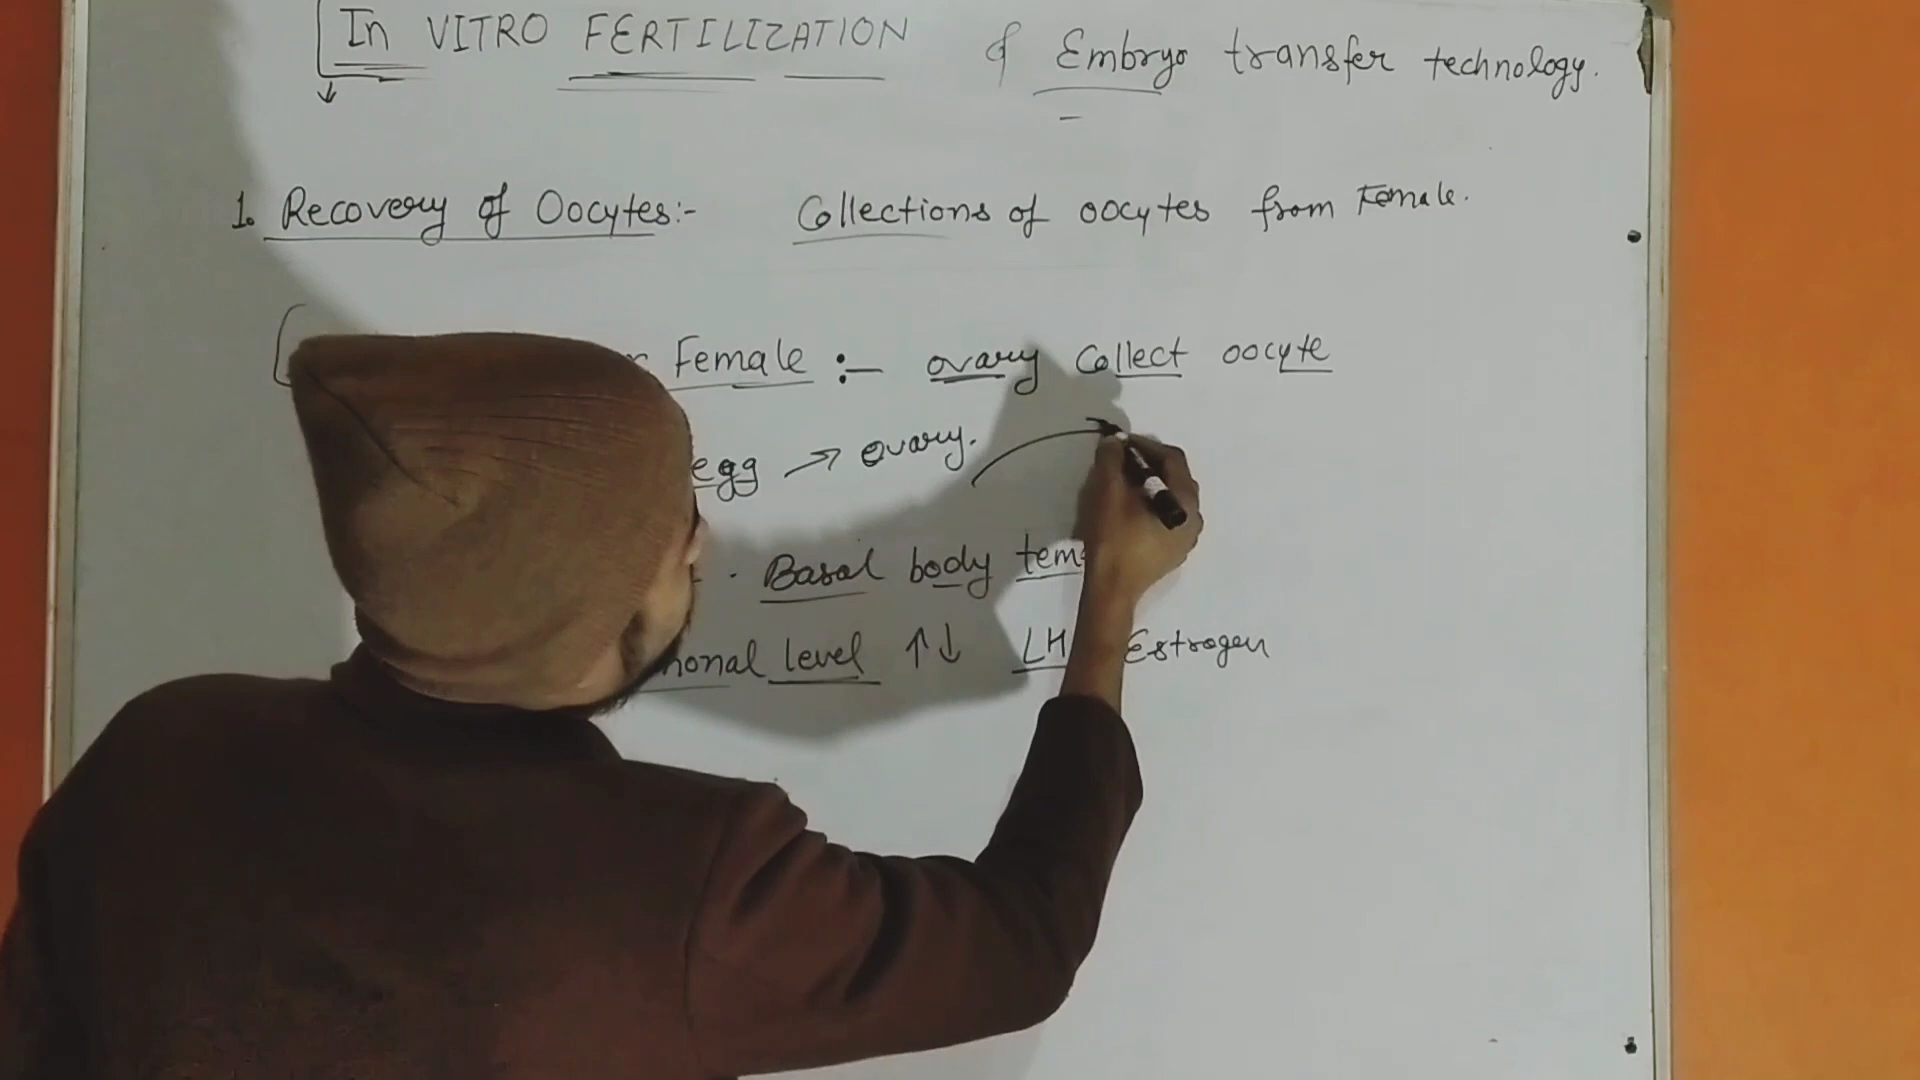 In VITRO FERTILIZATION & Embryo transfer technology.
1. Recovery of Oocytes:- Collections of oocytes from Female.
Female :- ovary collect oocyte
egg → ovary.
Basal body tem
level ↑↓ LH Estrogen